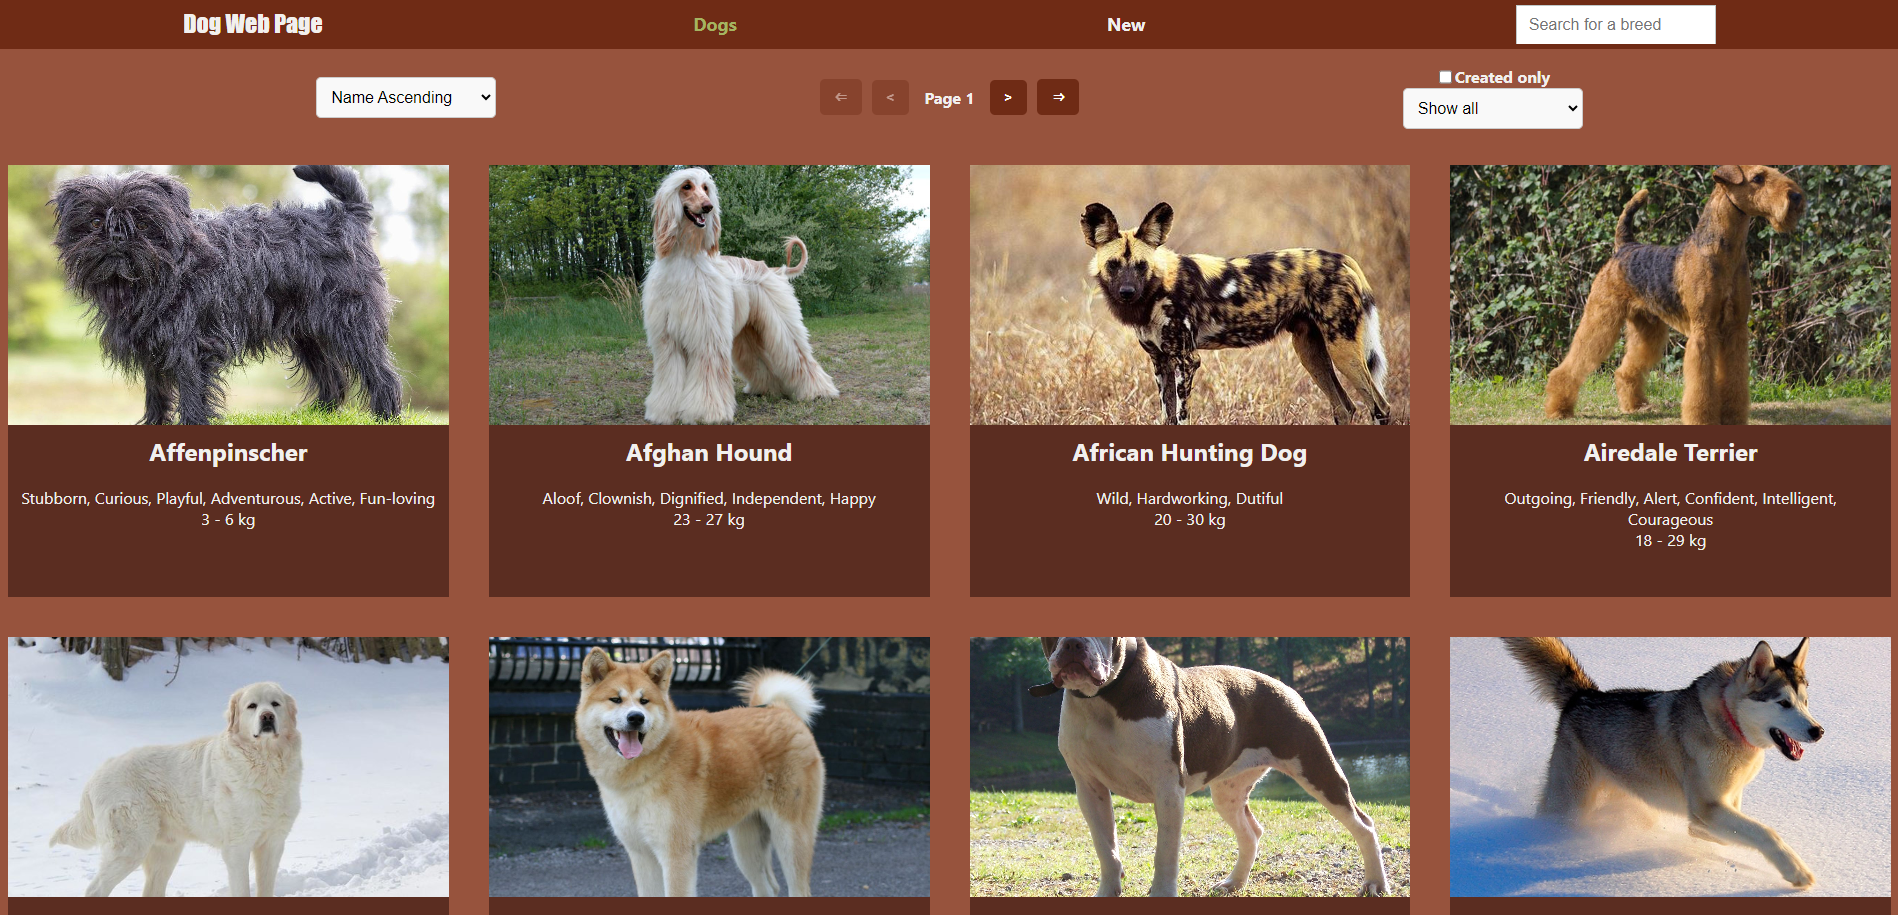 Dog Web Page
Dogs
New
Search for a breed
Name Ascending
⇐
<
Page 1
>
⇒
Created only
Show all
Affenpinscher
Stubborn, Curious, Playful, Adventurous, Active, Fun-loving
3 - 6 kg
Afghan Hound
Aloof, Clownish, Dignified, Independent, Happy
23 - 27 kg
African Hunting Dog
Wild, Hardworking, Dutiful
20 - 30 kg
Airedale Terrier
Outgoing, Friendly, Alert, Confident, Intelligent,
Courageous
18 - 29 kg